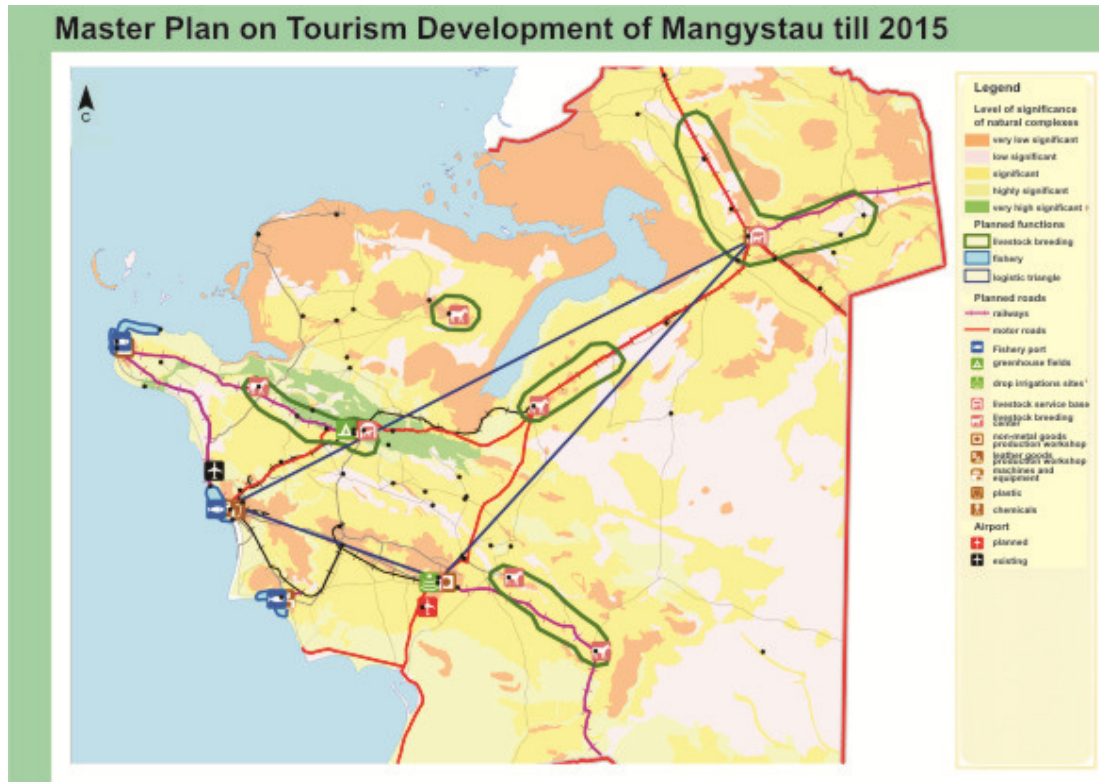 Master Plan on Tourism Development of Mangystau till 2015
C
Legend
Level of significance
of natural complexes
very low significant
low significant
significant
highly significant
very high significant
Planned functions
livestock breeding
fishery
logistic triangle
Planned roads
railways
motor roads
Fishery port
greenhouse fields
drop irrigations sites
livestock service base
livestock breeding
center
non-metal goods
production workshop
leather goods
production workshop
machines and
equipment
plastic
chemicals
Airport
planned
existing